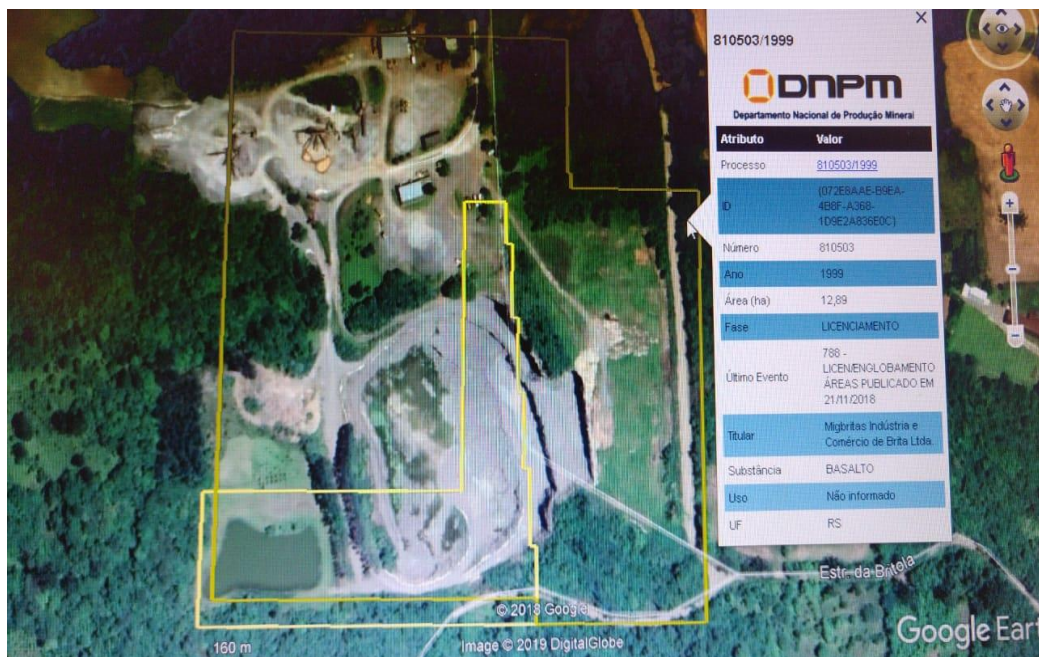 810503/1999
DNPM
Departamento Nacional de Produção Mineral
Atributo Valor
Processo 810503/1999
ID {072E8AAE-B9EA-
4B8F-A368-
1D9E2A836E0C}
Número 810503
Ano 1999
Área (ha) 12,89
Fase LICENCIAMENTO
Último Evento 788 -
LICEN/ENGLOBAMENTO
ÁREAS PUBLICADO EM
21/11/2018
Titular Migbritas Indústria e
Comércio de Brita Ltda.
Substância BASALTO
Uso Não informado
UF RS
Estr. da Britola
© 2018 Google
Image © 2019 DigitalGlobe
160 m
Google Eart